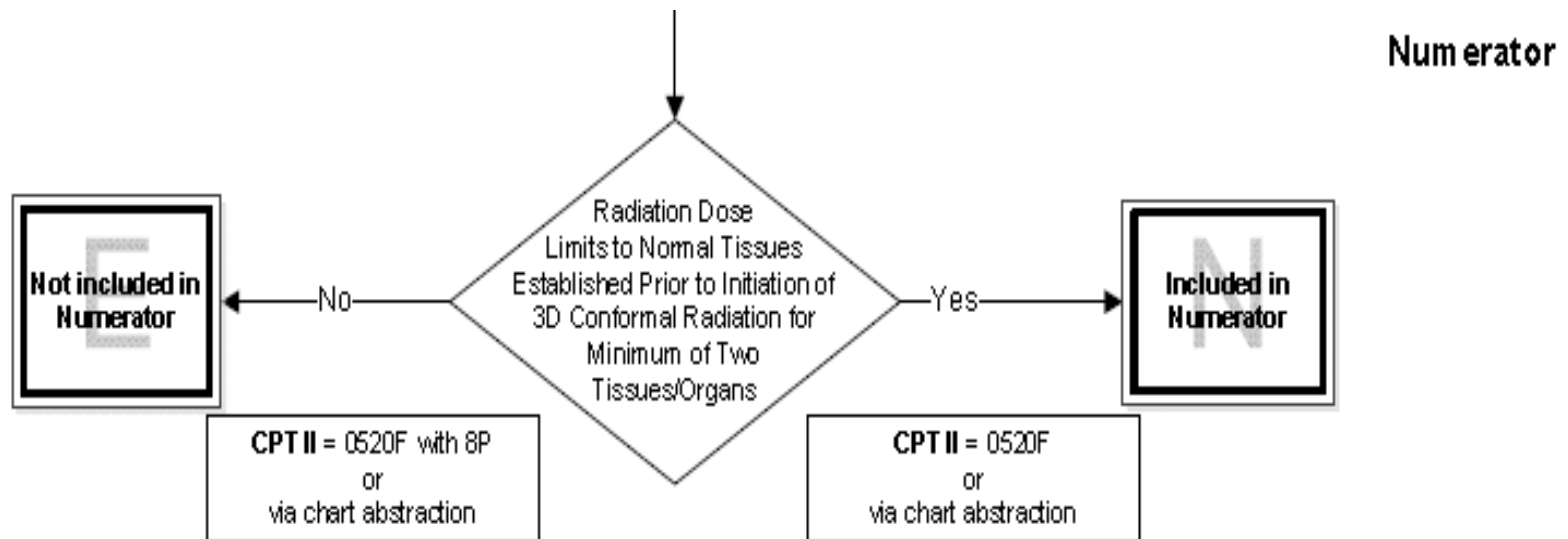 Numerator
Radiation Dose
Limits to Normal Tissues
Established Prior to Initiation of
3D Conformal Radiation for
Minimum of Two
Tissues/Organs
E
Not included in
Numerator
No
Yes
N
Included in
Numerator
CPT II = 0520F with 8P
or
via chart abstraction
CPT II = 0520F
or
via chart abstraction